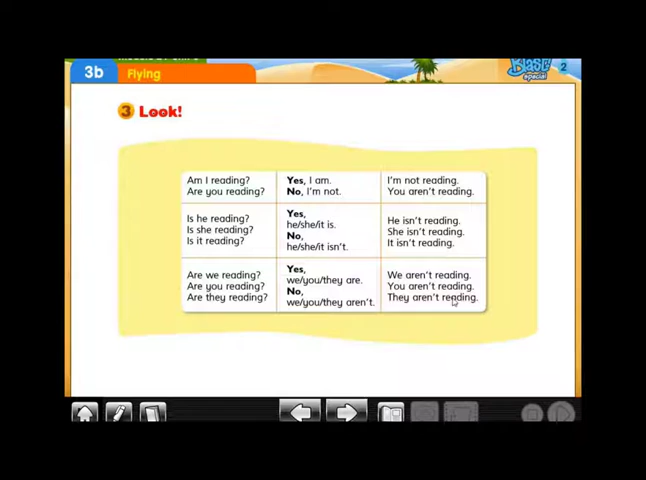 3b
Flying
Blast
special
2
3 Look!
Am I reading?
Are you reading?
Yes, I am.
No, I'm not.
I'm not reading.
You aren't reading.
Is he reading?
Is she reading?
Is it reading?
Yes,
he/she/it is.
No,
he/she/it isn't.
He isn't reading.
She isn't reading.
It isn't reading.
Are we reading?
Are you reading?
Are they reading?
Yes,
we/you/they are.
No,
we/you/they aren't.
We aren't reading.
You aren't reading.
They aren't reading.